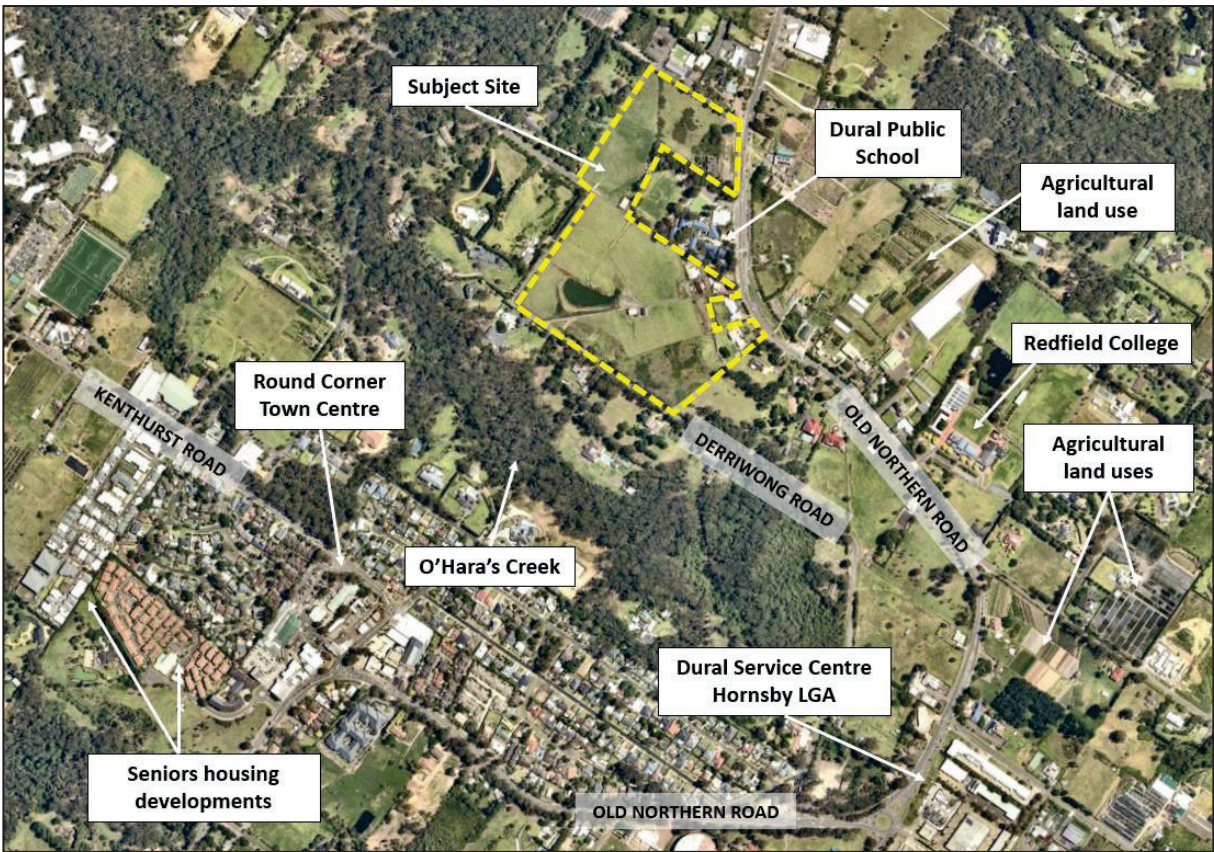 Subject Site
Dural Public
School
Agricultural
land use
Redfield College
Round Corner
Town Centre
KENTHURST ROAD
OLD NORTHERN ROAD
DERRIWONG ROAD
Agricultural
land uses
O'Hara's Creek
Dural Service Centre
Hornsby LGA
Seniors housing
developments
OLD NORTHERN ROAD